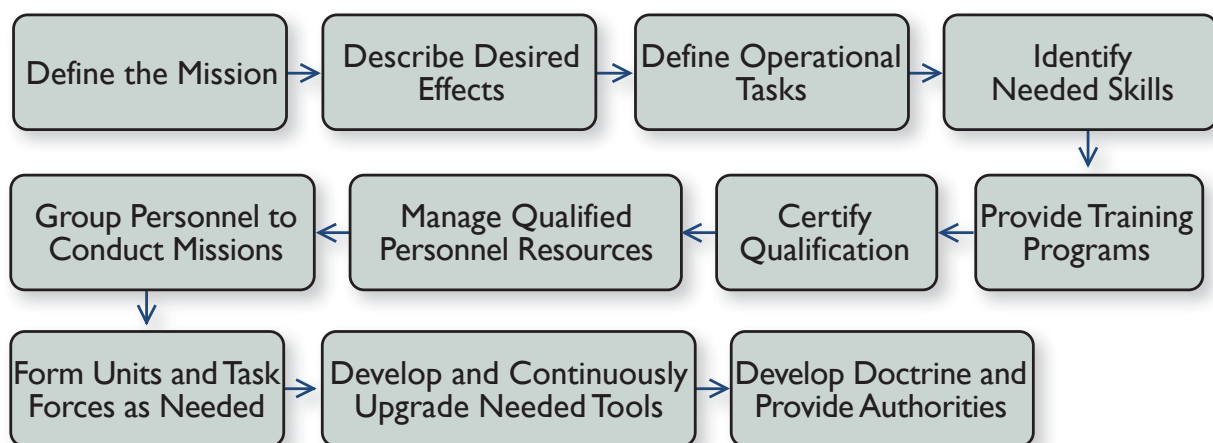 Define the Mission
Describe Desired
Effects
Define Operational
Tasks
Identify
Needed Skills
Provide Training
Programs
Certify
Qualification
Manage Qualified
Personnel Resources
Group Personnel to
Conduct Missions
Form Units and Task
Forces as Needed
Develop and Continuously
Upgrade Needed Tools
Develop Doctrine and
Provide Authorities